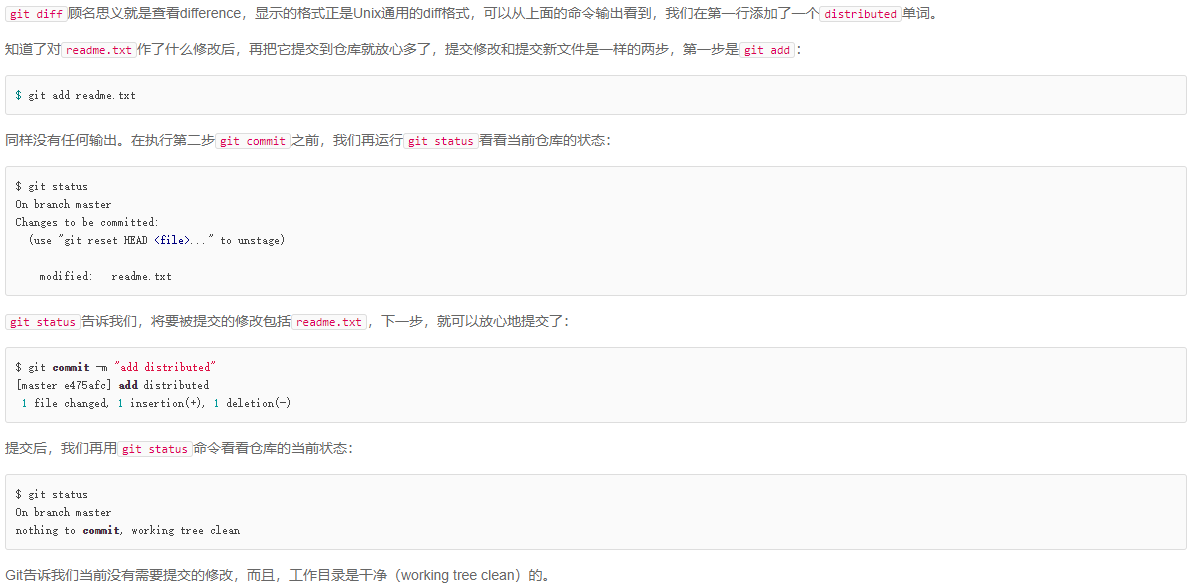 git diff顾名思义就是查看difference，显示的格式正是Unix通用的diff格式，可以从上面的命令输出看到，我们在第一行添加了一个distributed单词。
知道了对readme.txt作了什么修改后，再把它提交到仓库就放心多了，提交修改和提交新文件是一样的两步，第一步是git add：
$ git add readme.txt
同样没有任何输出。在执行第二步git commit之前，我们再运行git status看看当前仓库的状态：
$ git status
On branch master
Changes to be committed:
  (use "git reset HEAD <file>..." to unstage)
    modified:   readme.txt
git status告诉我们，将要被提交的修改包括readme.txt，下一步，就可以放心地提交了：
$ git commit -m "add distributed"
[master e475afc] add distributed
 1 file changed, 1 insertion(+), 1 deletion(-)
提交后，我们再用git status命令看看仓库的当前状态：
$ git status
On branch master
nothing to commit, working tree clean
Git告诉我们当前没有需要提交的修改，而且，工作目录是干净（working tree clean）的。